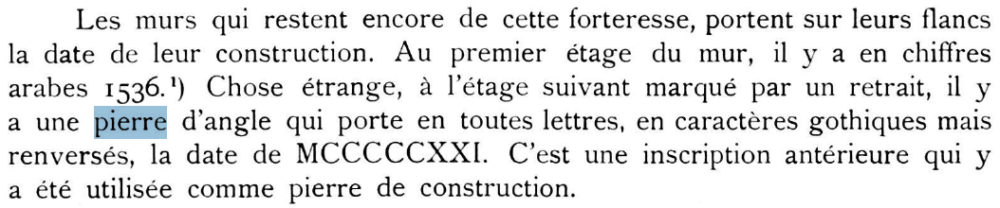 Les murs qui restent encore de cette forteresse, portent sur leurs flancs
la date de leur construction. Au premier étage du mur, il y a en chiffres
arabes 1536.¹) Chose étrange, à l'étage suivant marqué par un retrait, il y
a une pierre d'angle qui porte en toutes lettres, en caractères gothiques mais
renversés, la date de MCCCCCXXI. C'est une inscription antérieure qui y
a été utilisée comme pierre de construction.